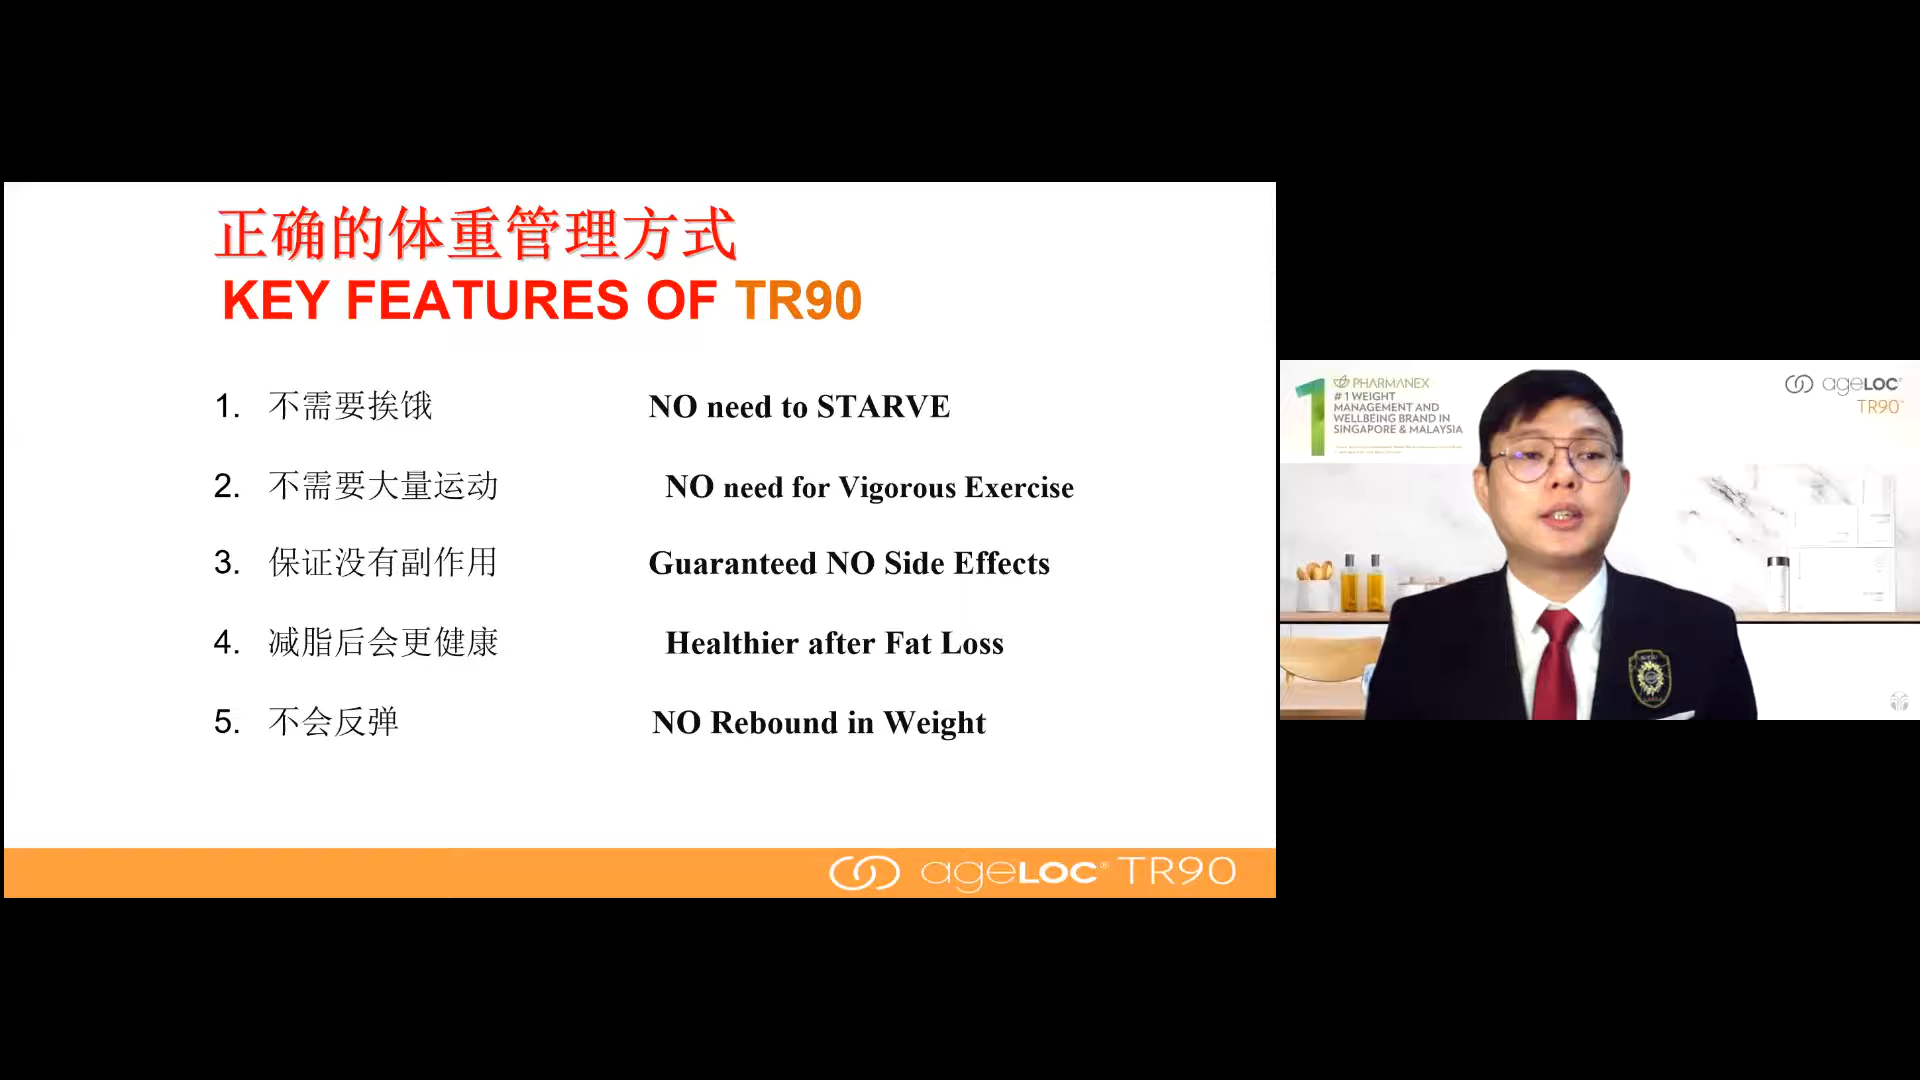 正确的体重管理方式
KEY FEATURES OF TR90
1. 不需要挨饿 NO need to STARVE
2. 不需要大量运动 NO need for Vigorous Exercise
3. 保证没有副作用 Guaranteed NO Side Effects
4. 减脂后会更健康 Healthier after Fat Loss
5. 不会反弹 NO Rebound in Weight
ageLOC® TR90
1
PHARMANEX
#1 WEIGHT
MANAGEMENT AND
WELLBEING BRAND IN
SINGAPORE & MALAYSIA
ageLOC®
TR90™